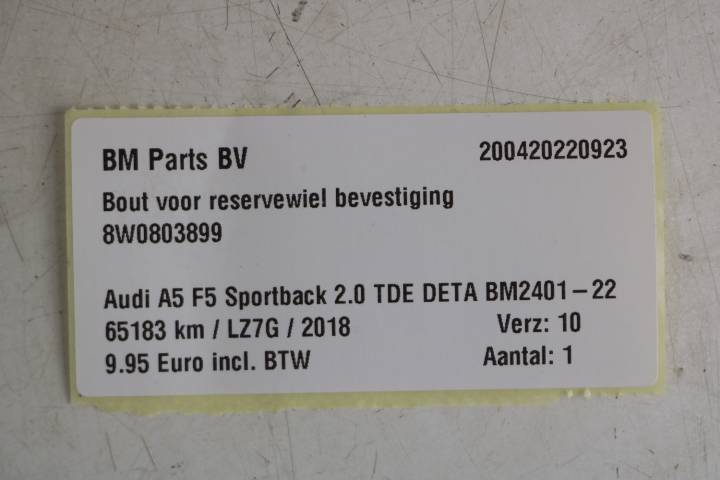 BM Parts BV 200420220923
Bout voor reservewiel bevestiging
8W0803899
Audi A5 F5 Sportback 2.0 TDE DETA BM2401-22
65183 km / LZ7G / 2018 Verz: 10
9.95 Euro incl. BTW Aantal: 1